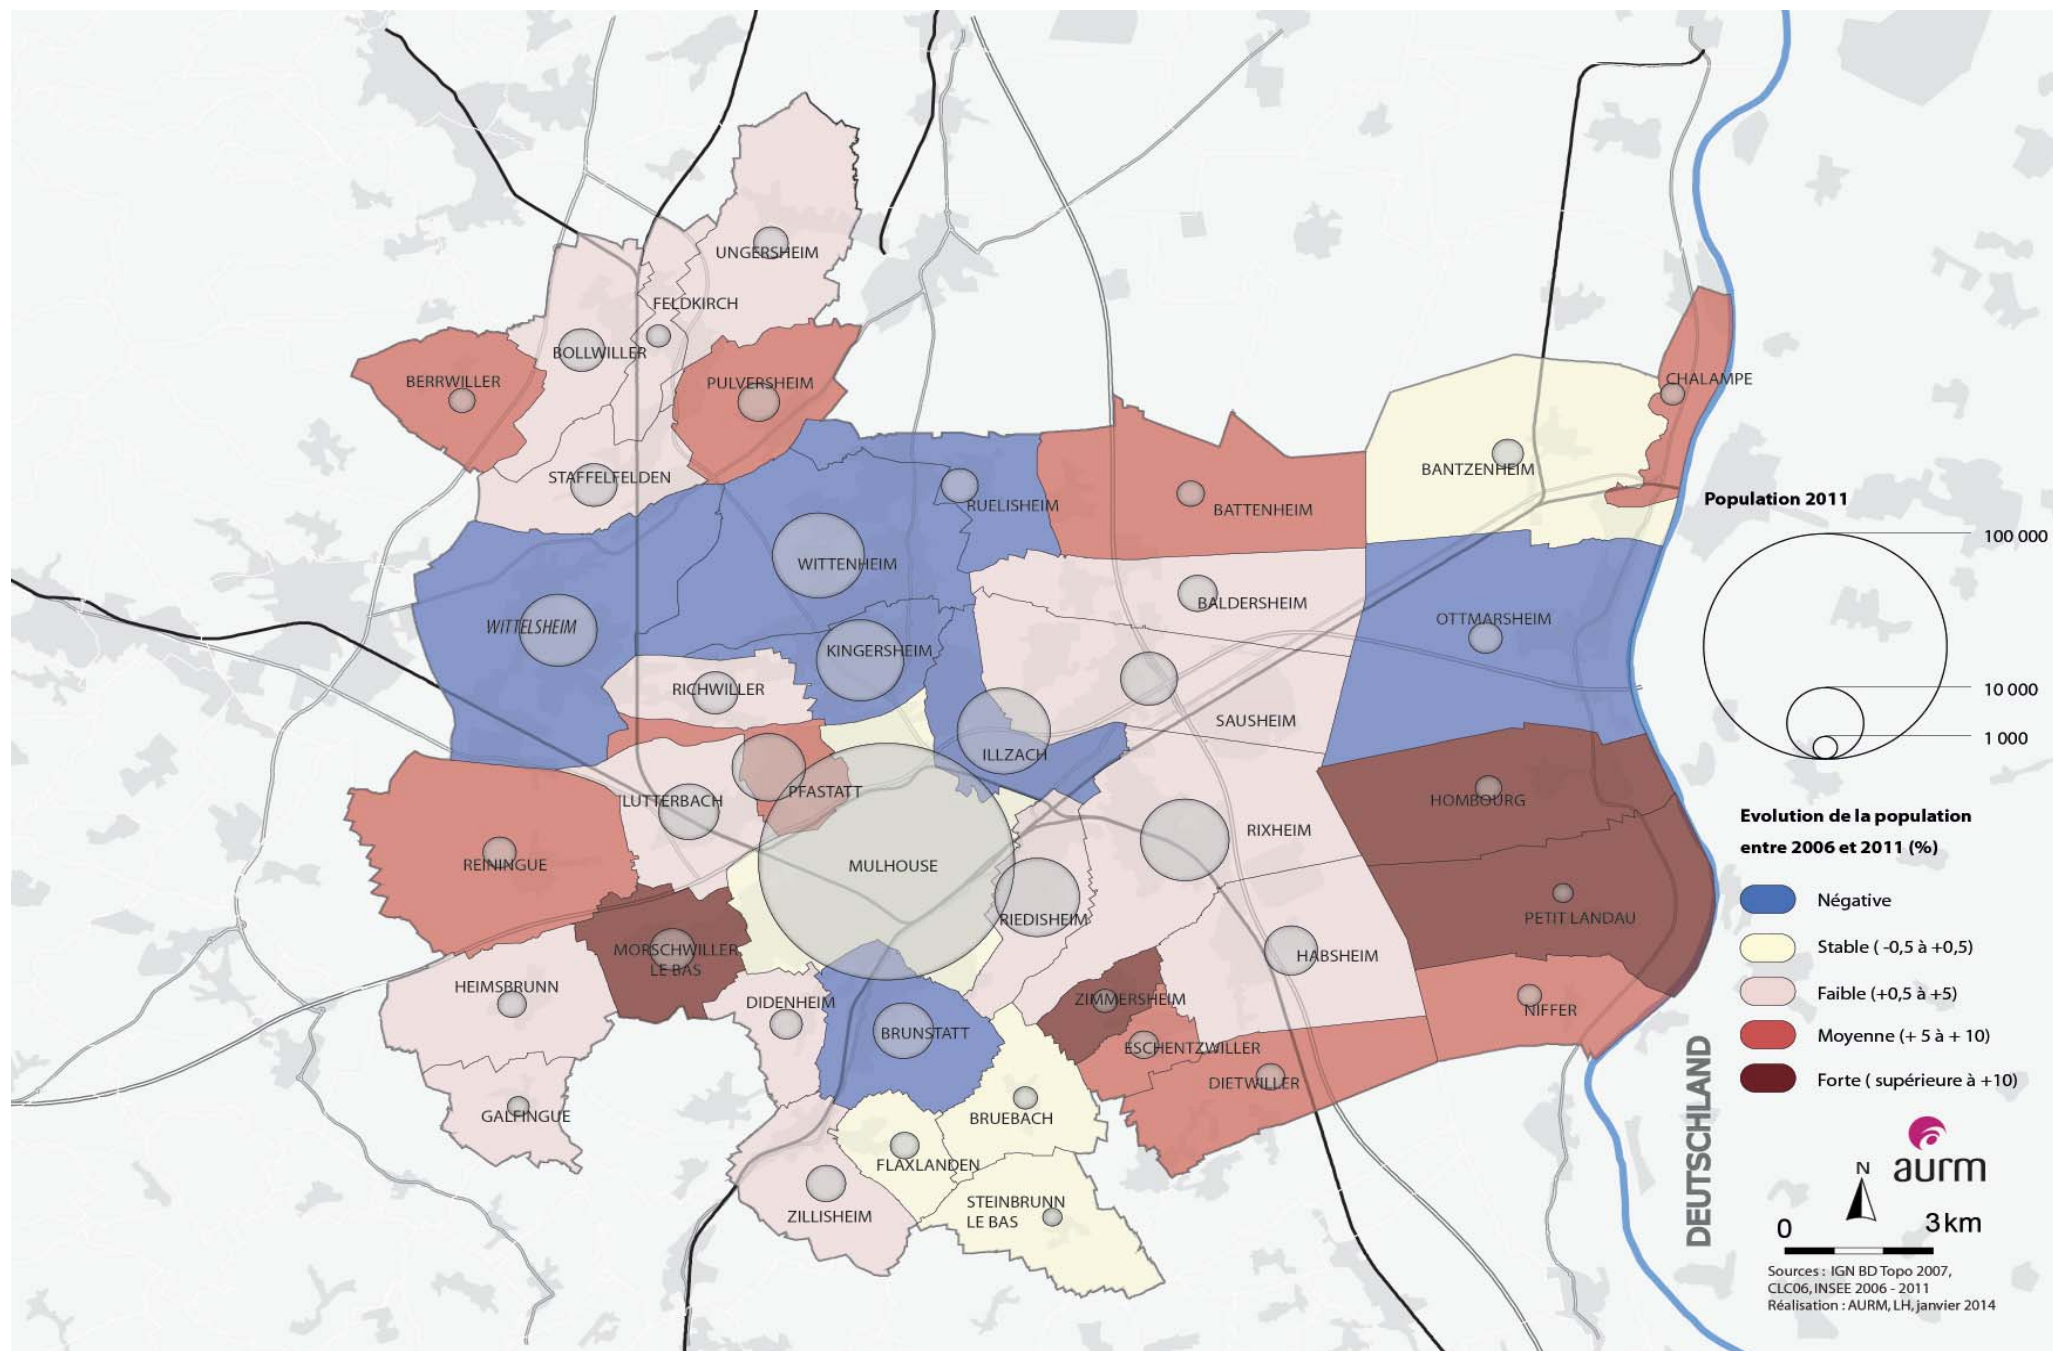 UNGERSHEIM
FELDKIRCH
BOLLWILLER
BERRWILLER
PULVERSHEIM
CHALAMPE
STAFFELFELDEN
BANTZENHEIM
RUELISHEIM
BATTENHEIM
WITTENHEIM
BALDERSHEIM
WITTELSHEIM
OTTMARSHEIM
KINGERSHEIM
RICHWILLER
SAUSHEIM
ILLZACH
PFASTATT
LUTTERBACH
HOMBOURG
RIXHEIM
REININGUE
MULHOUSE
RIEDISHEIM
PETIT LANDAU
MORSCHWILLER
LE BAS
HABSHEIM
HEIMSBRUNN
DIDENHEIM
ZIMMERSHEIM
NIFFER
BRUNSTATT
ESCHENTZWILLER
DIETWILLER
GALFINGUE
BRUEBACH
FLAXLANDEN
STEINBRUNN
LE BAS
ZILLISHEIM
DEUTSCHLAND
Population 2011
100 000
10 000
1 000
Evolution de la population
entre 2006 et 2011 (%)
Négative
Stable ( -0,5 à +0,5)
Faible (+0,5 à +5)
Moyenne (+ 5 à + 10)
Forte ( supérieure à +10)
aurm
N
0
3 km
Sources : IGN BD Topo 2007,
CLC06, INSEE 2006 - 2011
Réalisation : AURM, LH, janvier 2014